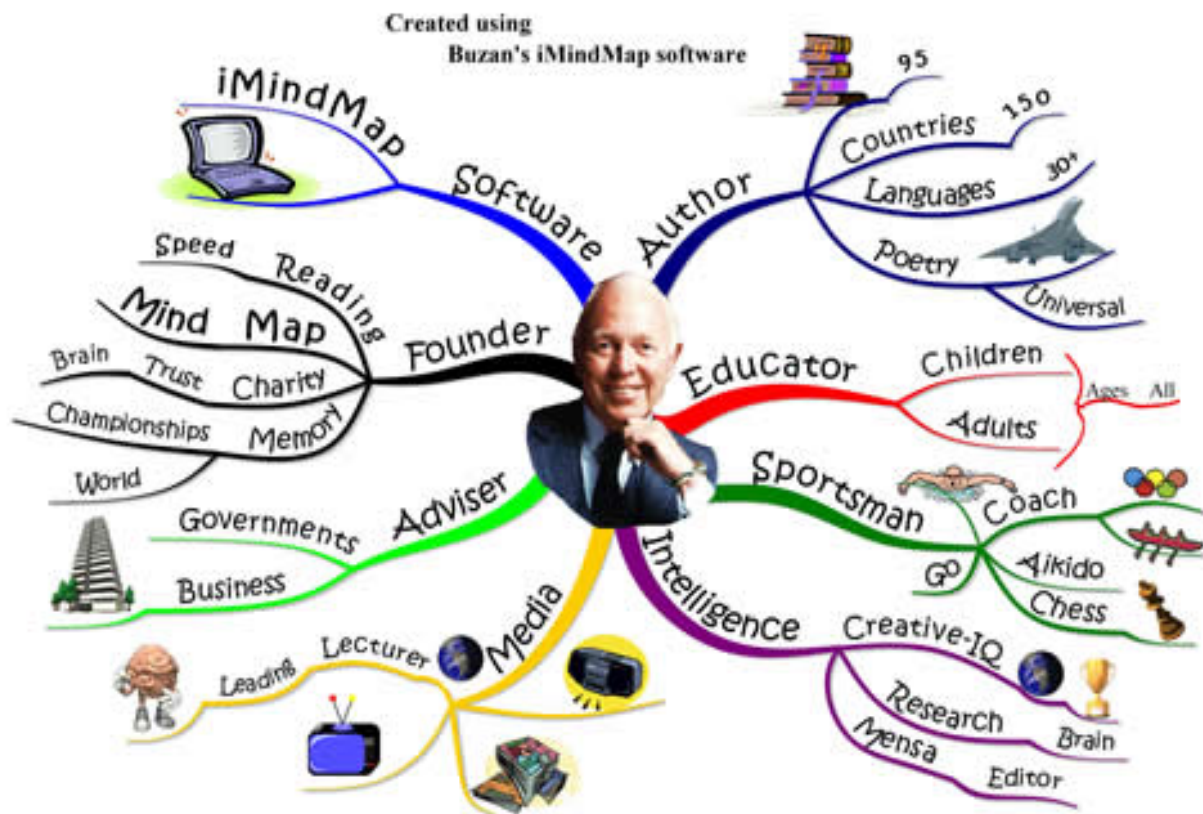 Created using
Buzan's iMindMap software
iMindMap
Software
Author
95
Countries
150
Languages
30+
Poetry
Universal
Speed
Reading
Mind Map
Founder
Brain
Trust
Charity
Championships
Memory
World
Educator
Children
Adults
Ages All
Sportsman
Coach
Aikido
Go
Chess
Governments
Adviser
Business
Media
Lecturer
Leading
Intelligence
Creative-IQ
Research
Brain
Mensa
Editor